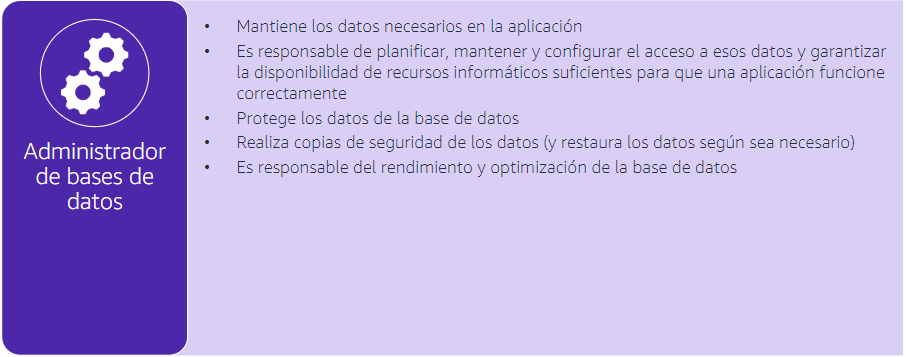 Administrador
de bases de
datos
• Mantiene los datos necesarios en la aplicación
• Es responsable de planificar, mantener y configurar el acceso a esos datos y garantizar
la disponibilidad de recursos informáticos suficientes para que una aplicación funcione
correctamente
• Protege los datos de la base de datos
• Realiza copias de seguridad de los datos (y restaura los datos según sea necesario)
• Es responsable del rendimiento y optimización de la base de datos